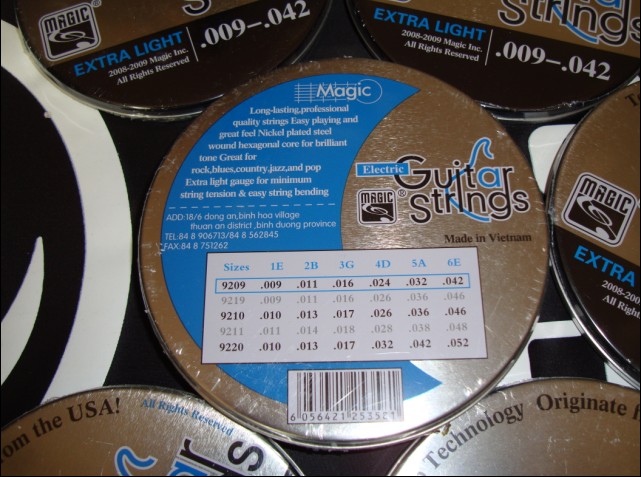 MAGIC
®
EXTRA LIGHT
2008-2009 Magic Inc.
All Rights Reserved
.009–.042
Strings
EXTRA LIGHT
2008-2009 Magic Inc.
All Rights Reserved
.009–.042
Magic
Long-lasting,professional
quality strings Easy playing and
great feel Nickel plated steel
wound hexagonal core for brilliant
tone Great for
rock,blues,country,jazz,and pop
Extra light gauge for minimum
string tension & easy string bending
ADD:18/6 dong an,binh hoa village
thuan an district ,binh duong province
TEL:84 8 906713/84 8 562845
FAX:84 8 751262
Electric
Guitar
Strings
MAGIC
®
Made in Vietnam
Sizes 1E 2B 3G 4D 5A 6E
9209 .009 .011 .016 .024 .032 .042
9219 .009 .011 .016 .026 .036 .046
9210 .010 .013 .017 .026 .036 .046
9211 .011 .014 .018 .028 .038 .048
9220 .010 .013 .017 .032 .042 .052
6 056421 253521
MAGIC
®
EXTRA
2008-2009
All Rights
from the USA!
All Rights Reserved
Technology Originate